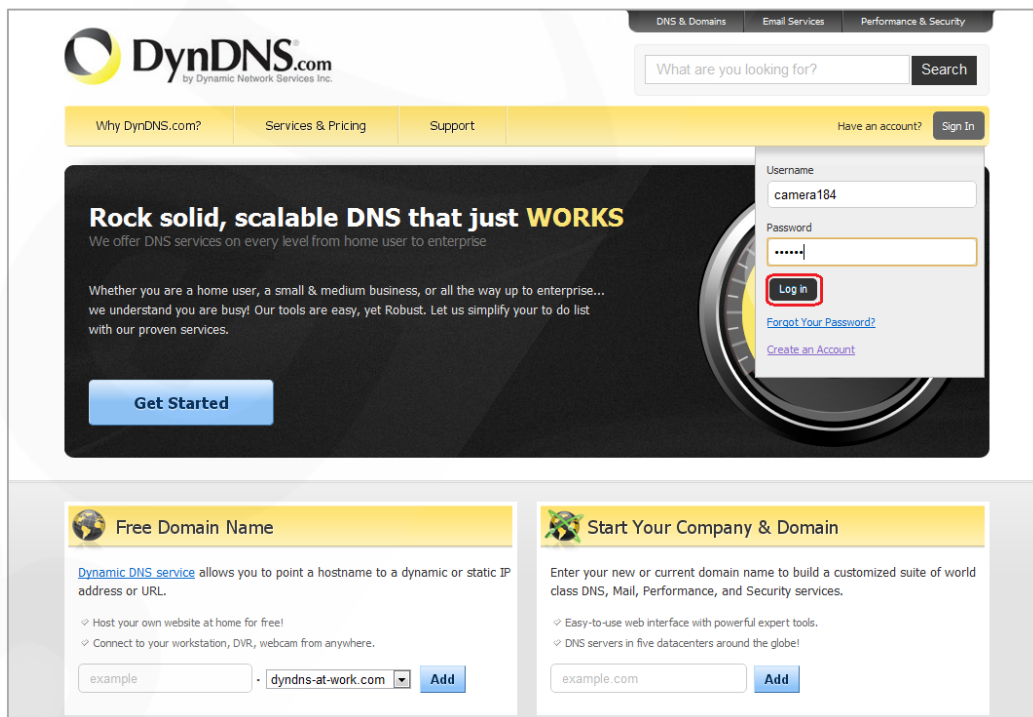 DNS & Domains Email Services Performance & Security
DynDNS.com
by Dynamic Network Services Inc.
What are you looking for? Search
Why DynDNS.com? Services & Pricing Support Have an account? Sign In
Username
camera184
Password
••••••
Log in
Forgot Your Password?
Create an Account
Rock solid, scalable DNS that just WORKS
We offer DNS services on every level from home user to enterprise
Whether you are a home user, a small & medium business, or all the way up to enterprise...
we understand you are busy! Our tools are easy, yet Robust. Let us simplify your to do list
with our proven services.
Get Started
Free Domain Name
Dynamic DNS service allows you to point a hostname to a dynamic or static IP
address or URL.
Host your own website at home for free!
Connect to your workstation, DVR, webcam from anywhere.
example . dyndns-at-work.com Add
Start Your Company & Domain
Enter your new or current domain name to build a customized suite of world
class DNS, Mail, Performance, and Security services.
Easy-to-use web interface with powerful expert tools.
DNS servers in five datacenters around the globe!
example.com Add